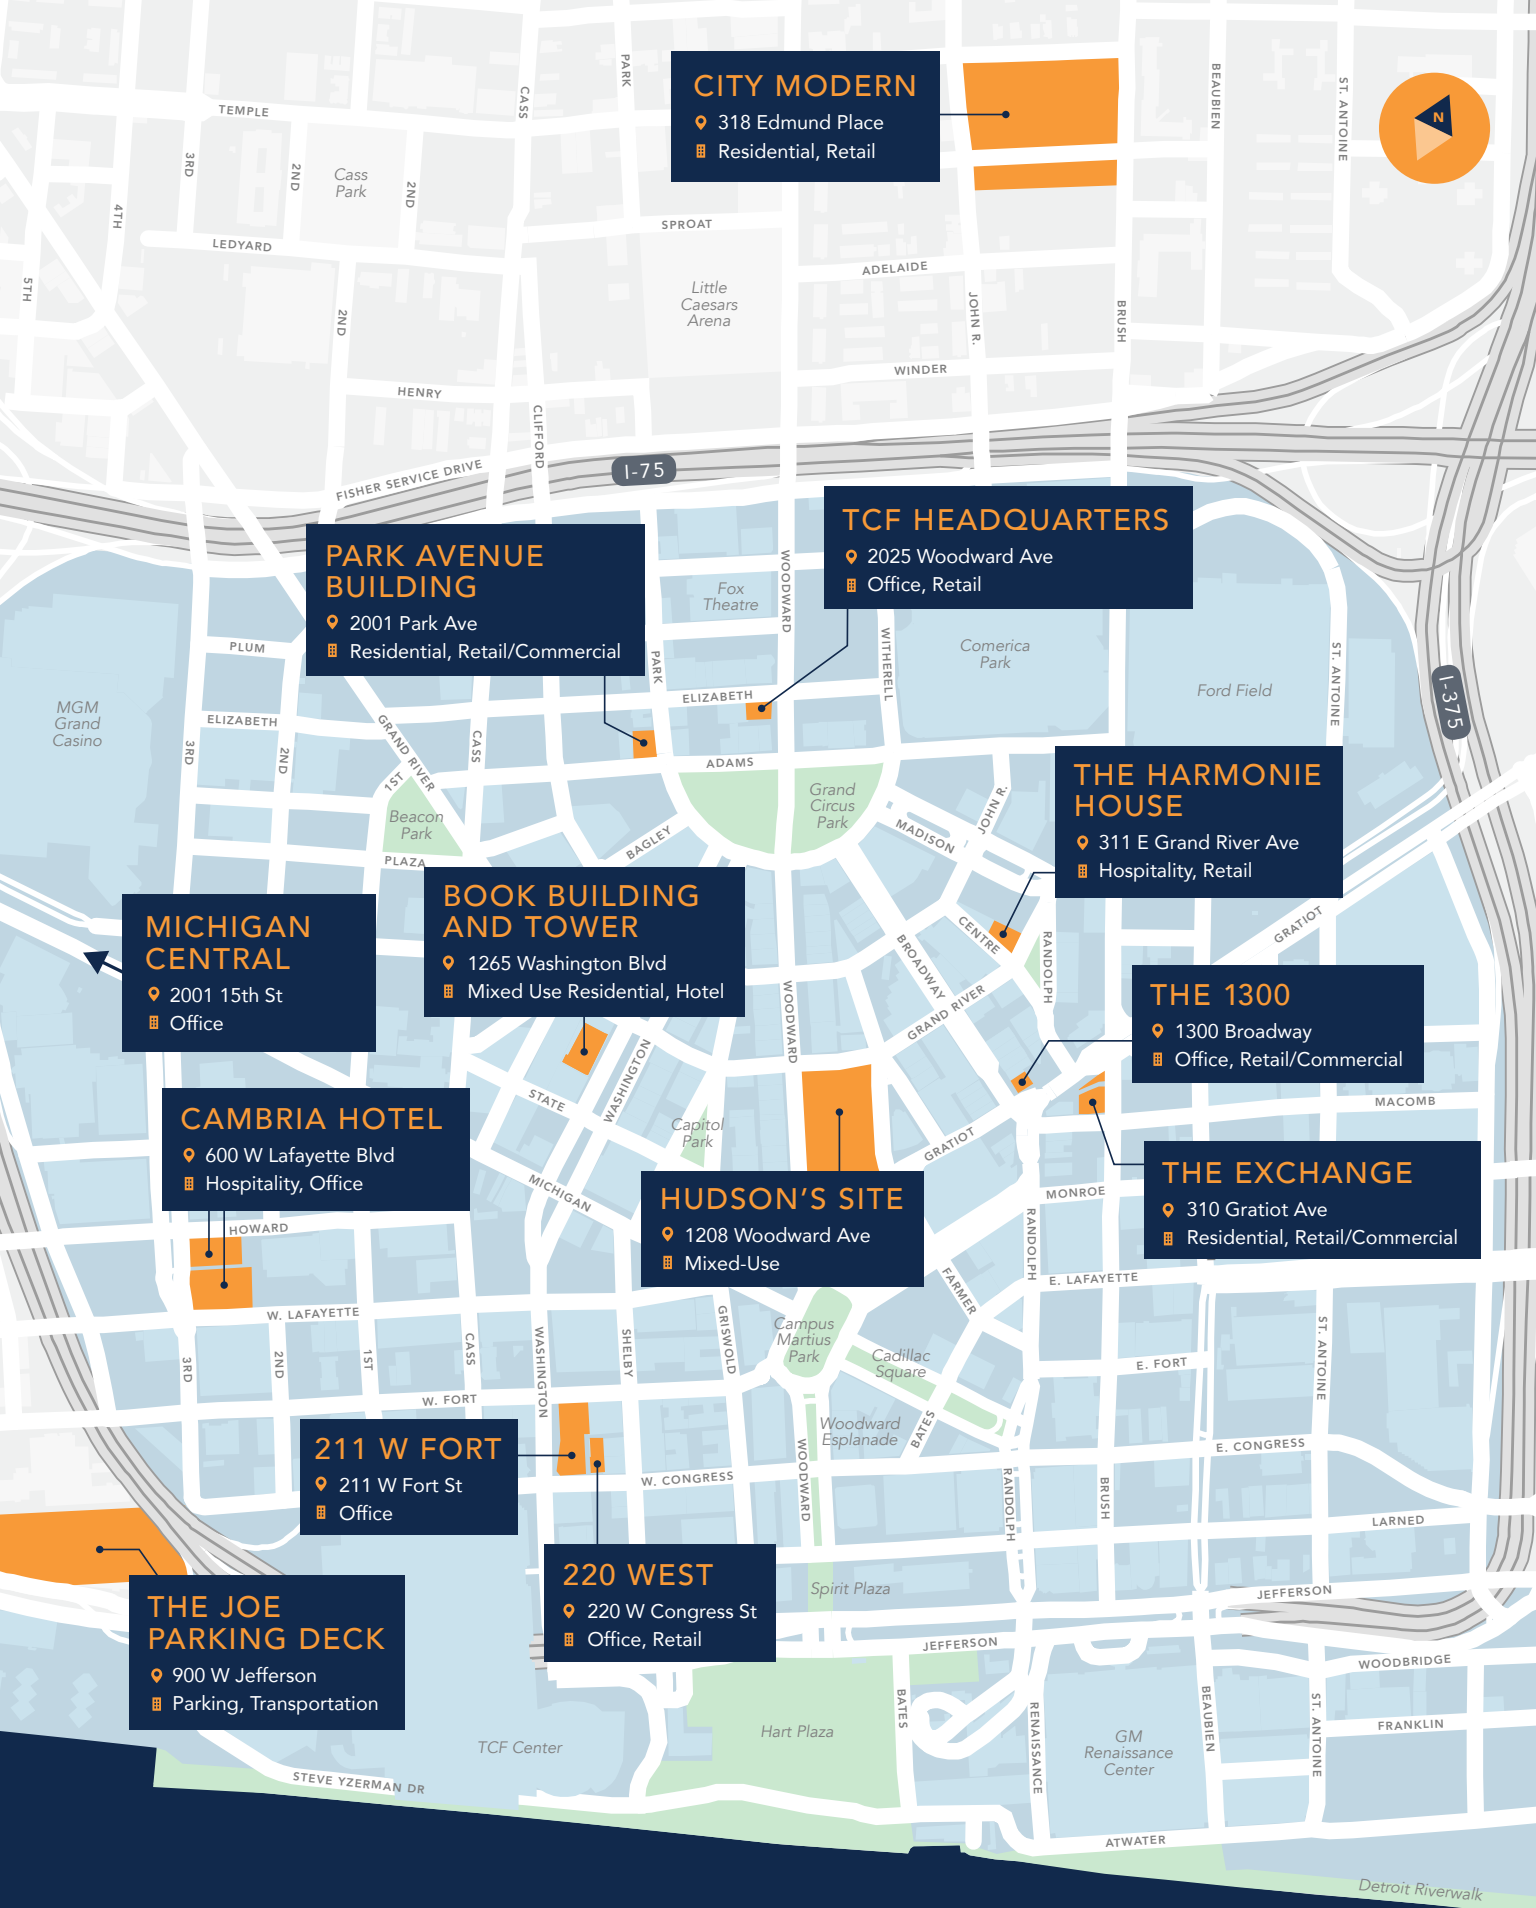 CITY MODERN
318 Edmund Place
Residential, Retail
N
PARK
CASS
BEAUBIEN
ST. ANTOINE
TEMPLE
3RD
2ND
Cass
Park
2ND
4TH
LEDYARD
SPROAT
ADELAIDE
5TH
2ND
Little
Caesars
Arena
JOHN R.
BRUSH
WINDER
HENRY
CLIFFORD
FISHER SERVICE DRIVE
I-75
TCF HEADQUARTERS
2025 Woodward Ave
Office, Retail
PARK AVENUE
BUILDING
2001 Park Ave
Residential, Retail/Commercial
Fox
Theatre
WOODWARD
WITHERELL
Comerica
Park
Ford Field
ST. ANTOINE
I-375
PLUM
PARK
ELIZABETH
MGM
Grand
Casino
ELIZABETH
3RD
2ND
GRAND RIVER
CASS
ADAMS
1ST
Beacon
Park
PLAZA
Grand
Circus
Park
BAGLEY
MADISON
JOHN R.
THE HARMONIE
HOUSE
311 E Grand River Ave
Hospitality, Retail
BOOK BUILDING
AND TOWER
1265 Washington Blvd
Mixed Use Residential, Hotel
MICHIGAN
CENTRAL
2001 15th St
Office
CENTRE
BROADWAY
RANDOLPH
GRATIOT
GRAND RIVER
WOODWARD
THE 1300
1300 Broadway
Office, Retail/Commercial
STATE
WASHINGTON
Capitol
Park
MACOMB
GRATIOT
CAMBRIA HOTEL
600 W Lafayette Blvd
Hospitality, Office
MICHIGAN
HUDSON’S SITE
1208 Woodward Ave
Mixed-Use
MONROE
RANDOLPH
THE EXCHANGE
310 Gratiot Ave
Residential, Retail/Commercial
HOWARD
E. LAFAYETTE
FARMER
W. LAFAYETTE
3RD
2ND
1ST
CASS
WASHINGTON
SHELBY
GRISWOLD
Campus
Martius
Park
Cadillac
Square
E. FORT
ST. ANTOINE
W. FORT
Woodward
Esplanade
BATES
211 W FORT
211 W Fort St
Office
W. CONGRESS
WOODWARD
E. CONGRESS
RANDOLPH
BRUSH
LARNED
220 WEST
220 W Congress St
Office, Retail
Spirit Plaza
JEFFERSON
THE JOE
PARKING DECK
900 W Jefferson
Parking, Transportation
JEFFERSON
WOODBRIDGE
BATES
RENAISSANCE
BEAUBIEN
ST. ANTOINE
FRANKLIN
Hart Plaza
TCF Center
GM
Renaissance
Center
STEVE YZERMAN DR
ATWATER
Detroit Riverwalk